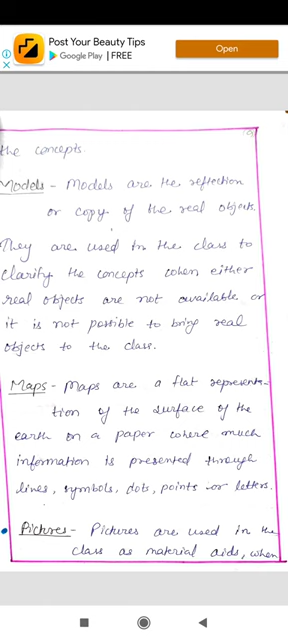 Post Your Beauty Tips
Google Play | FREE
Open
the concepts.
Models - Models are the reflection
or copy of the real objects.
They are used in the class to
clarify the concepts when either
real objects are not available or
it is not possible to bring real
objects to the class.
Maps - Maps are a flat represents-
tion of the surface of the
earth on a paper where much
information is presented through
lines, symbols, dots, points or letters.
Pictures - Pictures are used in the
class as material aids, when